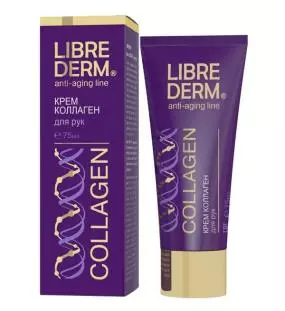 LIBRE
DERM®
anti-aging line
КРЕМ
КОЛЛАГЕН
для рук
℮ 75мл
COLLAGEN
LIBRE
DERM®
anti-aging line
COLLAGEN
КРЕМ КОЛЛАГЕН
для рук